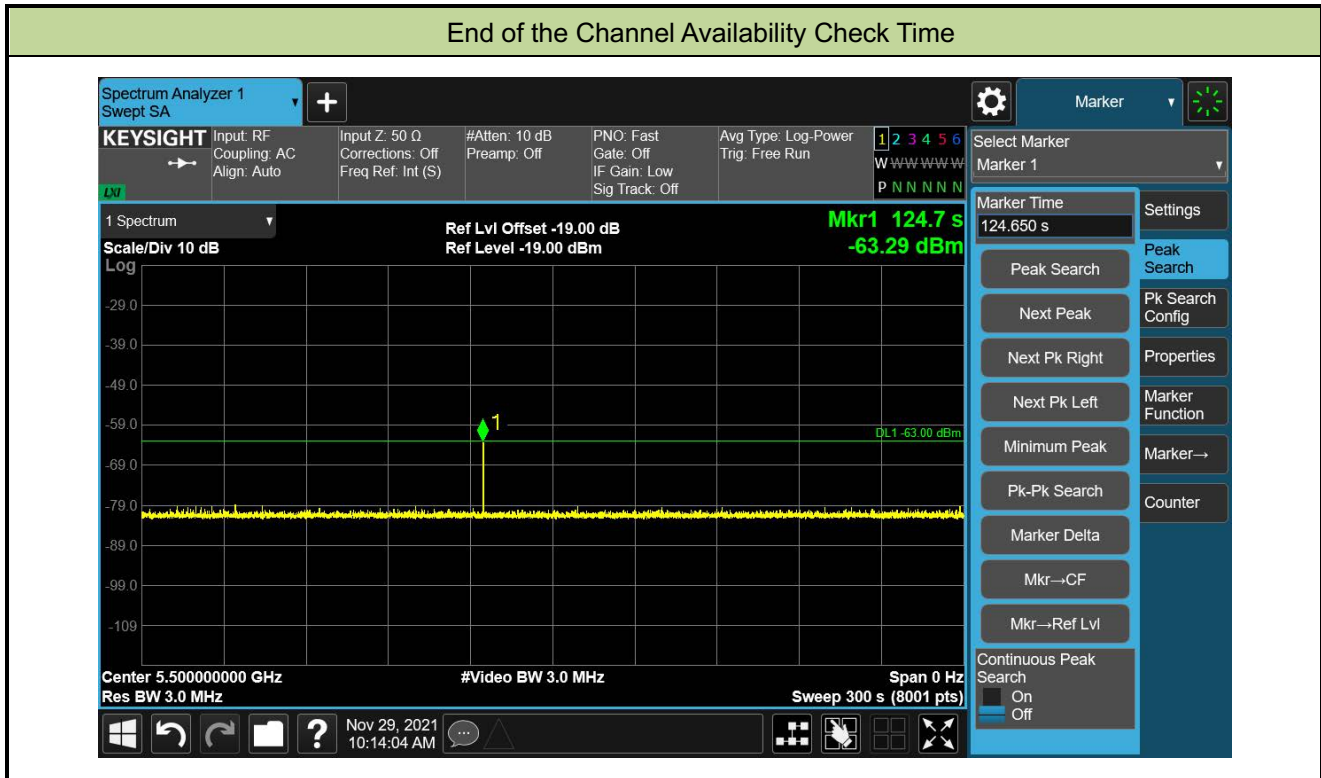 End of the Channel Availability Check Time
Spectrum Analyzer 1
Swept SA
+
Marker
KEYSIGHT
Input: RF
Coupling: AC
Align: Auto
Input Z: 50 Ω
Corrections: Off
Freq Ref: Int (S)
#Atten: 10 dB
Preamp: Off
PNO: Fast
Gate: Off
IF Gain: Low
Sig Track: Off
Avg Type: Log-Power
Trig: Free Run
1 2 3 4 5 6
W W W W W W
P N N N N N
LXI
Select Marker
Marker 1
1 Spectrum
Scale/Div 10 dB
Log
Ref Lvl Offset -19.00 dB
Ref Level -19.00 dBm
Mkr1 124.7 s
-63.29 dBm
-29.0
-39.0
-49.0
-59.0
-69.0
-79.0
-89.0
-99.0
-109
1
DL1 -63.00 dBm
Center 5.500000000 GHz
Res BW 3.0 MHz
#Video BW 3.0 MHz
Span 0 Hz
Sweep 300 s (8001 pts)
Marker Time
124.650 s
Peak Search
Next Peak
Next Pk Right
Next Pk Left
Minimum Peak
Pk-Pk Search
Marker Delta
Mkr→CF
Mkr→Ref Lvl
Continuous Peak
Search
On
Off
Settings
Peak
Search
Pk Search
Config
Properties
Marker
Function
Marker→
Counter
?
Nov 29, 2021
10:14:04 AM